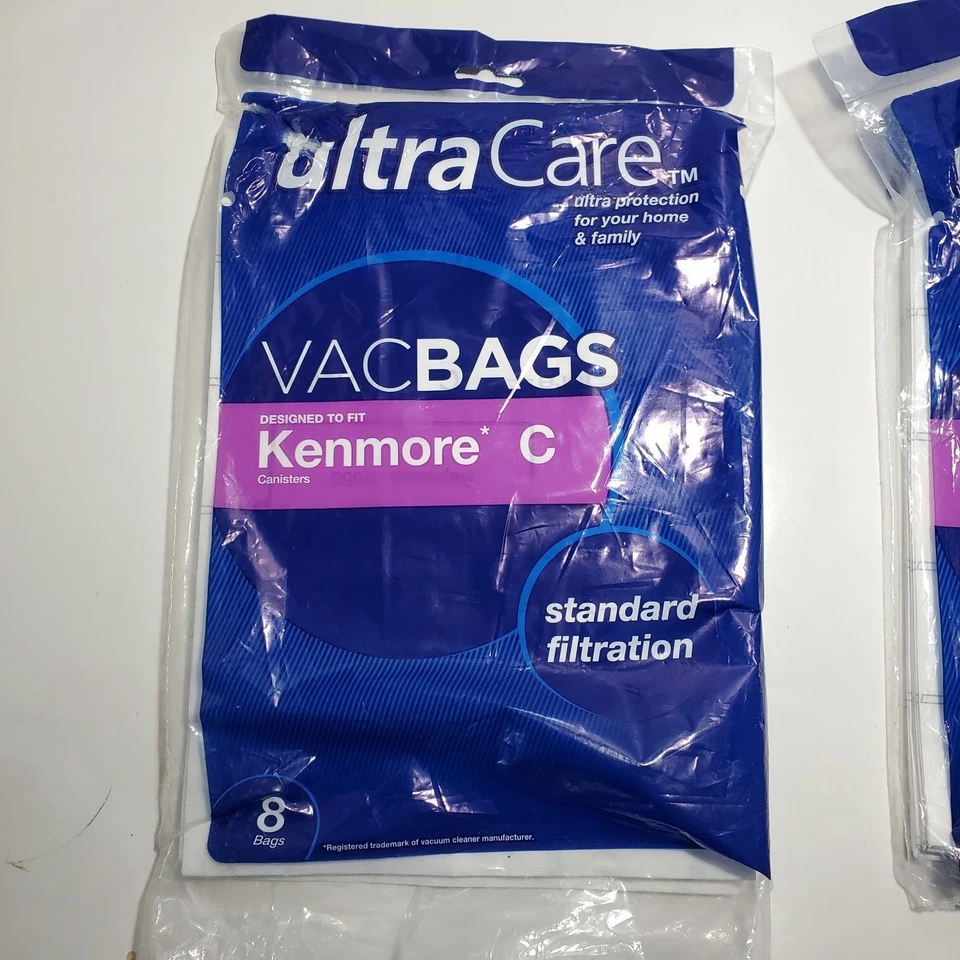 ultraCare™
ultra protection
for your home
& family
VACBAGS
DESIGNED TO FIT
Kenmore* C
Canisters
standard
filtration
8
Bags
*Registered trademark of vacuum cleaner manufacturer.